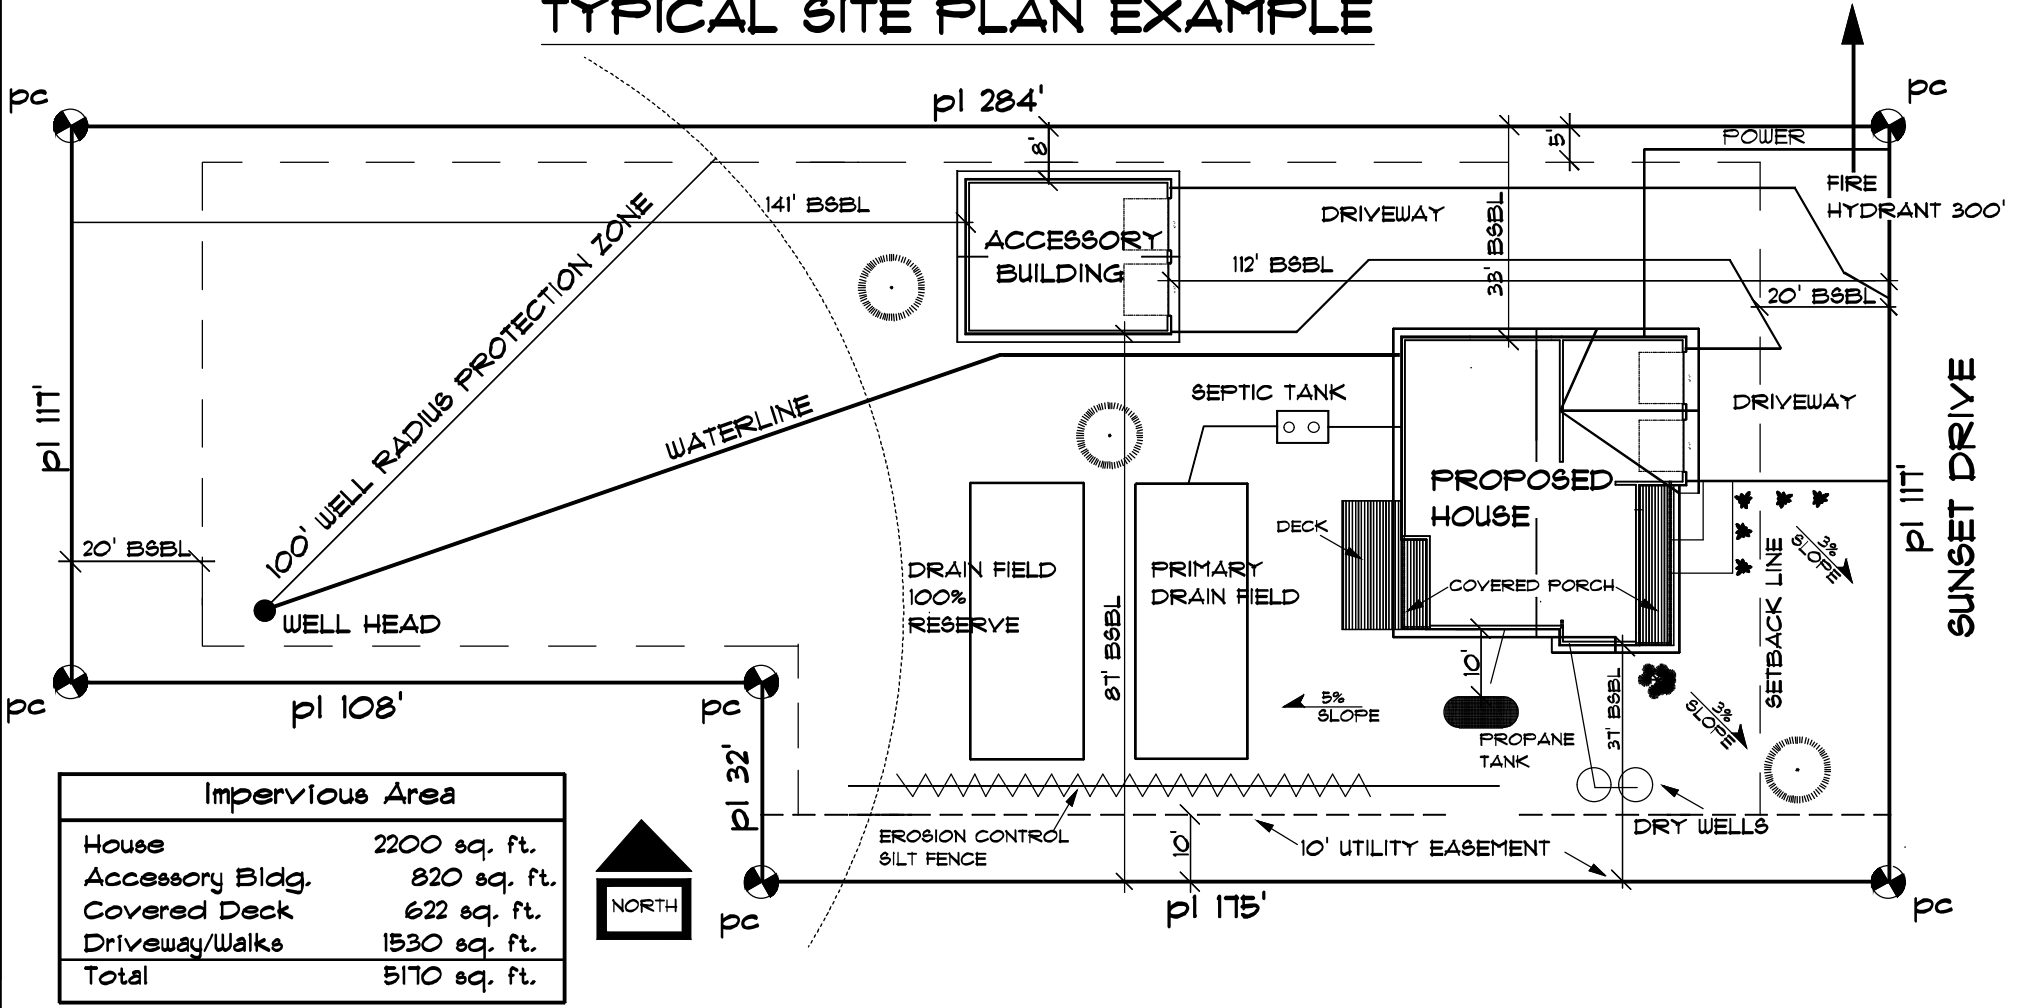 TYPICAL SITE PLAN EXAMPLE
pc
pl 284'
pc
POWER
8'
5'
FIRE
HYDRANT 300'
141' BSBL
DRIVEWAY
33' BSBL
ACCESSORY
BUILDING
112' BSBL
20' BSBL
100' WELL RADIUS PROTECTION ZONE
WATERLINE
SEPTIC TANK
DRIVEWAY
pl 117'
pl 117'
SUNSET DRIVE
PROPOSED
HOUSE
DECK
20' BSBL
DRAIN FIELD
100%
RESERVE
PRIMARY
DRAIN FIELD
COVERED PORCH
3%
SLOPE
SETBACK LINE
WELL HEAD
87' BSBL
10'
37' BSBL
5%
SLOPE
3%
SLOPE
pc
pl 108'
pc
PROPANE
TANK
pl 32'
EROSION CONTROL
SILT FENCE
10'
10' UTILITY EASEMENT
DRY WELLS
pc
pl 175'
pc
Impervious Area
House 2200 sq. ft.
Accessory Bldg. 820 sq. ft.
Covered Deck 622 sq. ft.
Driveway/Walks 1530 sq. ft.
Total 5170 sq. ft.
NORTH